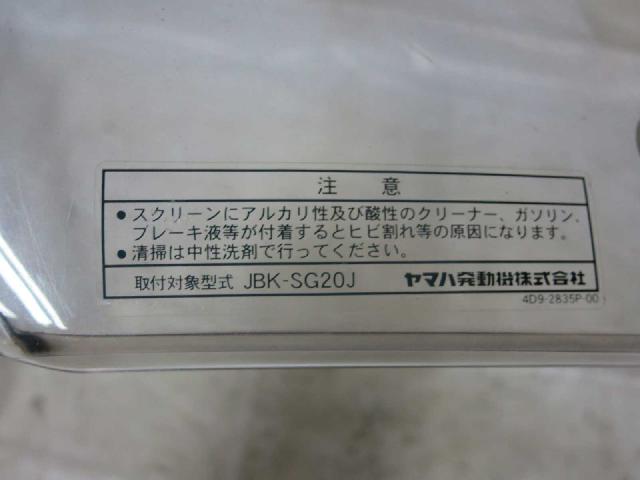 注 意
●スクリーンにアルカリ性及び酸性のクリーナー、ガソリン、
ブレーキ液等が付着するとヒビ割れ等の原因になります。
●清掃は中性洗剤で行ってください。
取付対象型式 JBK-SG20J ヤマハ発動機株式会社
4D9-2835P-00